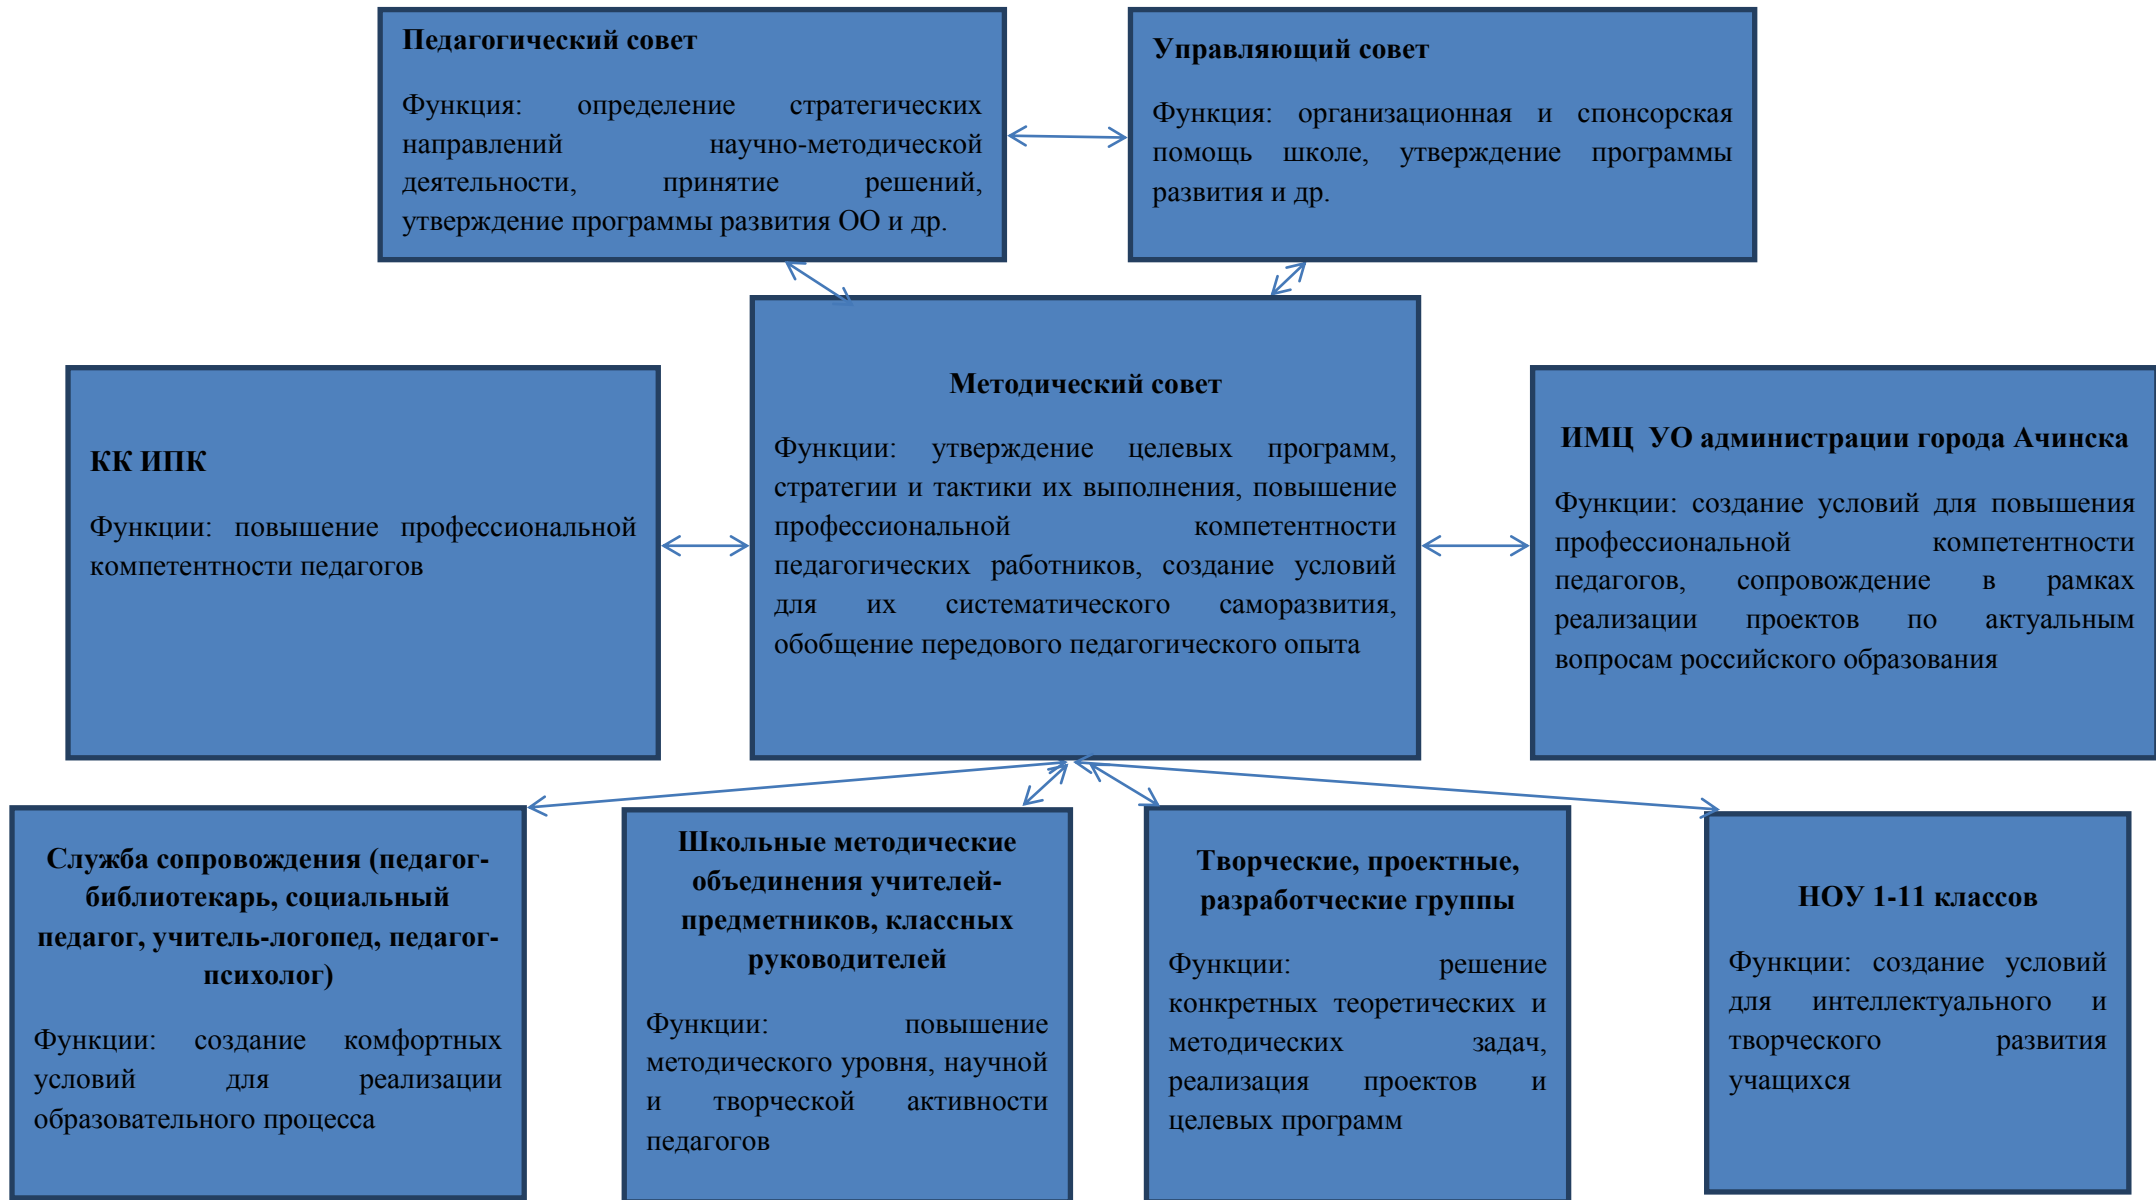 Педагогический совет
Функция: определение стратегических
направлений научно-методической
деятельности, принятие решений,
утверждение программы развития ОО и др.
Управляющий совет
Функция: организационная и спонсорская
помощь школе, утверждение программы
развития и др.
КК ИПК
Функции: повышение профессиональной
компетентности педагогов
Методический совет
Функции: утверждение целевых программ,
стратегии и тактики их выполнения, повышение
профессиональной компетентности
педагогических работников, создание условий
для их систематического саморазвития,
обобщение передового педагогического опыта
ИМЦ УО администрации города Ачинска
Функции: создание условий для повышения
профессиональной компетентности
педагогов, сопровождение в рамках
реализации проектов по актуальным
вопросам российского образования
Служба сопровождения (педагог-
библиотекарь, социальный
педагог, учитель-логопед, педагог-
психолог)
Функции: создание комфортных
условий для реализации
образовательного процесса
Школьные методические
объединения учителей-
предметников, классных
руководителей
Функции: повышение
методического уровня, научной
и творческой активности
педагогов
Творческие, проектные,
разработческие группы
Функции: решение
конкретных теоретических и
методических задач,
реализация проектов и
целевых программ
НОУ 1-11 классов
Функции: создание условий
для интеллектуального и
творческого развития
учащихся